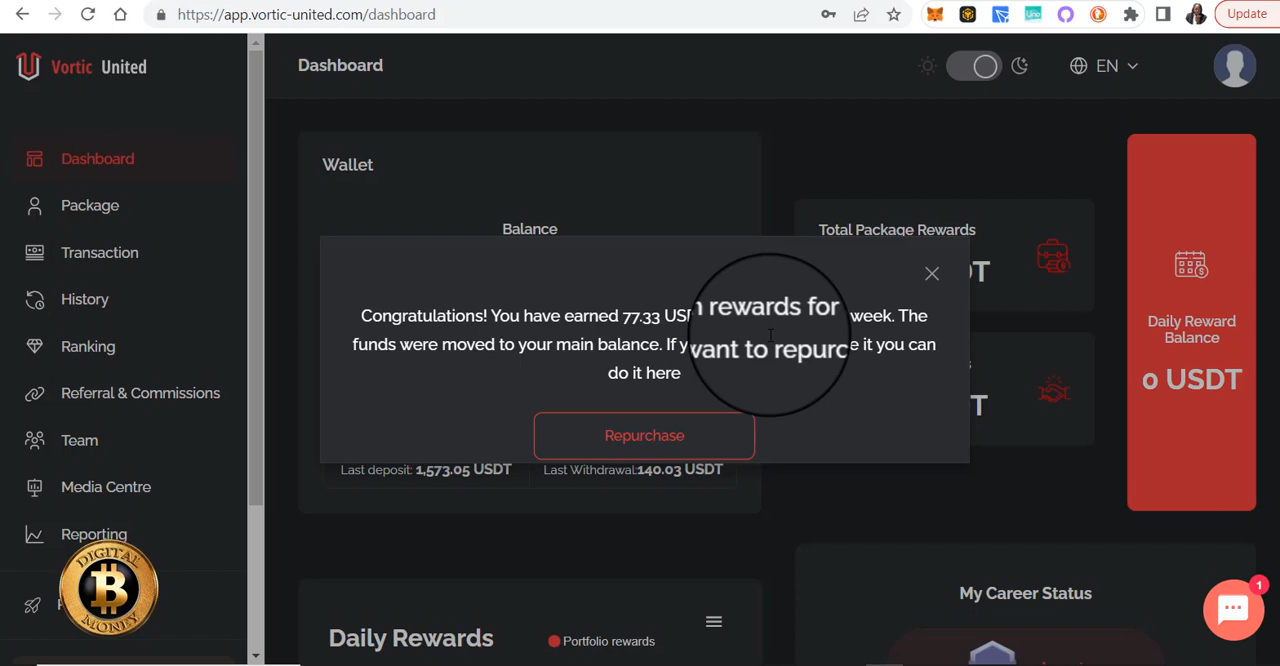 https://app.vortic-united.com/dashboard
Update
Vortic United
Dashboard
EN
Dashboard
Package
Transaction
History
Ranking
Referral & Commissions
Team
Media Centre
Reporting
DIGITAL
MONEY
Wallet
Balance
Total Package Rewards
Congratulations! You have earned 77.33 rewards for week. The
funds were moved to your main balance. If want to it you can
do it here
Repurchase
Last deposit: 1,573.05 USDT Last Withdrawal:140.03 USDT
Daily Reward
Balance
0 USDT
Daily Rewards
Portfolio rewards
My Career Status
1